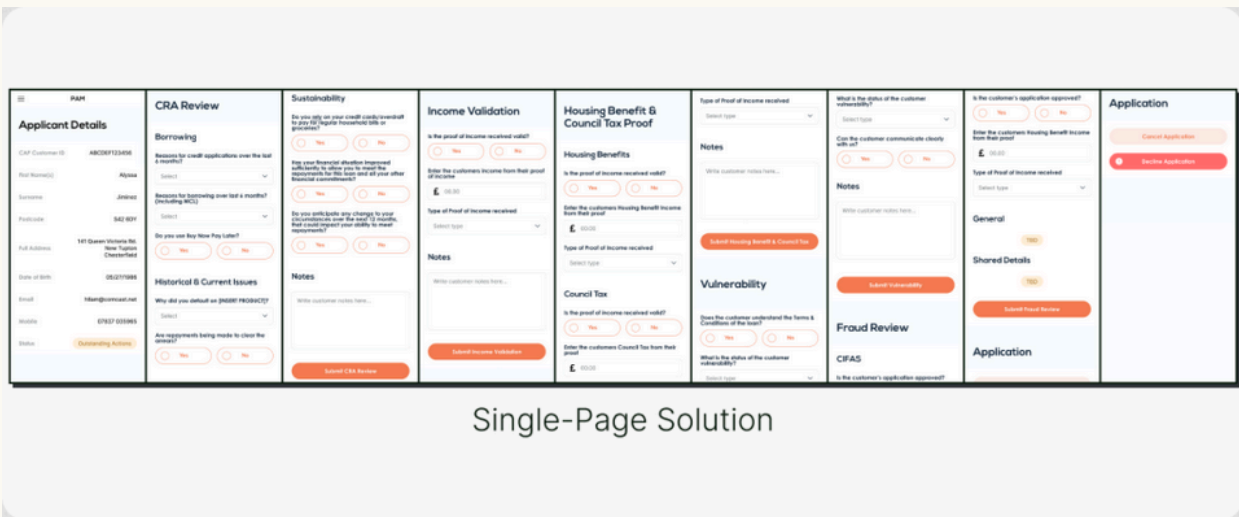 PAM
Applicant Details
CAP Customer ID ABCDEF123456
First Name(s) Alyssa
Surname Jiminez
Postcode S42 6DY
Full Address 141 Queen Victoria Rd,
New Tupton
Chesterfield
Date of Birth 05/27/1986
Email
Mobile 07937 035965
Status Outstanding Actions
CRA Review
Borrowing
Reasons for credit applications over the last
6 months?
Select
Reasons for borrowing over last 6 months?
(Including NICL)
Select
Do you use Buy Now Pay Later?
Yes No
Historical & Current Issues
Why did you default on [INSERT PRODUCT]?
Select
Are repayments being made to clear the
arrears?
Yes No
Sustainability
Do you rely on your credit cards/overdraft
to pay for regular household bills or
groceries?
Yes No
Has your financial situation improved
sufficiently to allow you to meet the
repayments for this loan and all your other
financial commitments?
Yes No
Do you anticipate any change to your
circumstances over the next 12 months,
that could impact your ability to meet
repayments?
Yes No
Notes
Write customer notes here...
Submit CRA Review
Income Validation
Is the proof of income received valid?
Yes No
Enter the customers income from their proof
of income
£ 00.00
Type of Proof of Income received
Select type
Notes
Write customer notes here...
Submit Income Validation
Housing Benefit &
Council Tax Proof
Housing Benefits
Is the proof of income received valid?
Yes No
Enter the customers Housing Benefit Income
from their proof
£ 00.00
Type of Proof of Income received
Select type
Council Tax
Is the proof of income received valid?
Yes No
Enter the customers Council Tax from their
proof
£ 00.00
Type of Proof of Income received
Select type
Notes
Write customer notes here...
Submit Housing Benefit & Council Tax
Vulnerability
Does the customer understand the Terms &
Conditions of the loan?
Yes No
What is the status of the customer
vulnerability?
Select type
What is the status of the customer
vulnerability?
Select type
Can the customer communicate clearly
with us?
Yes No
Notes
Write customer notes here...
Submit Vulnerability
Fraud Review
CIFAS
Is the customer's application approved?
Is the customer's application approved?
Yes No
Enter the customers Housing Benefit Income
from their proof
£ 00.00
Type of Proof of Income received
Select type
General
TBD
Shared Details
TBD
Submit Fraud Review
Application
Application
Cancel Application
Decline Application
Single-Page Solution